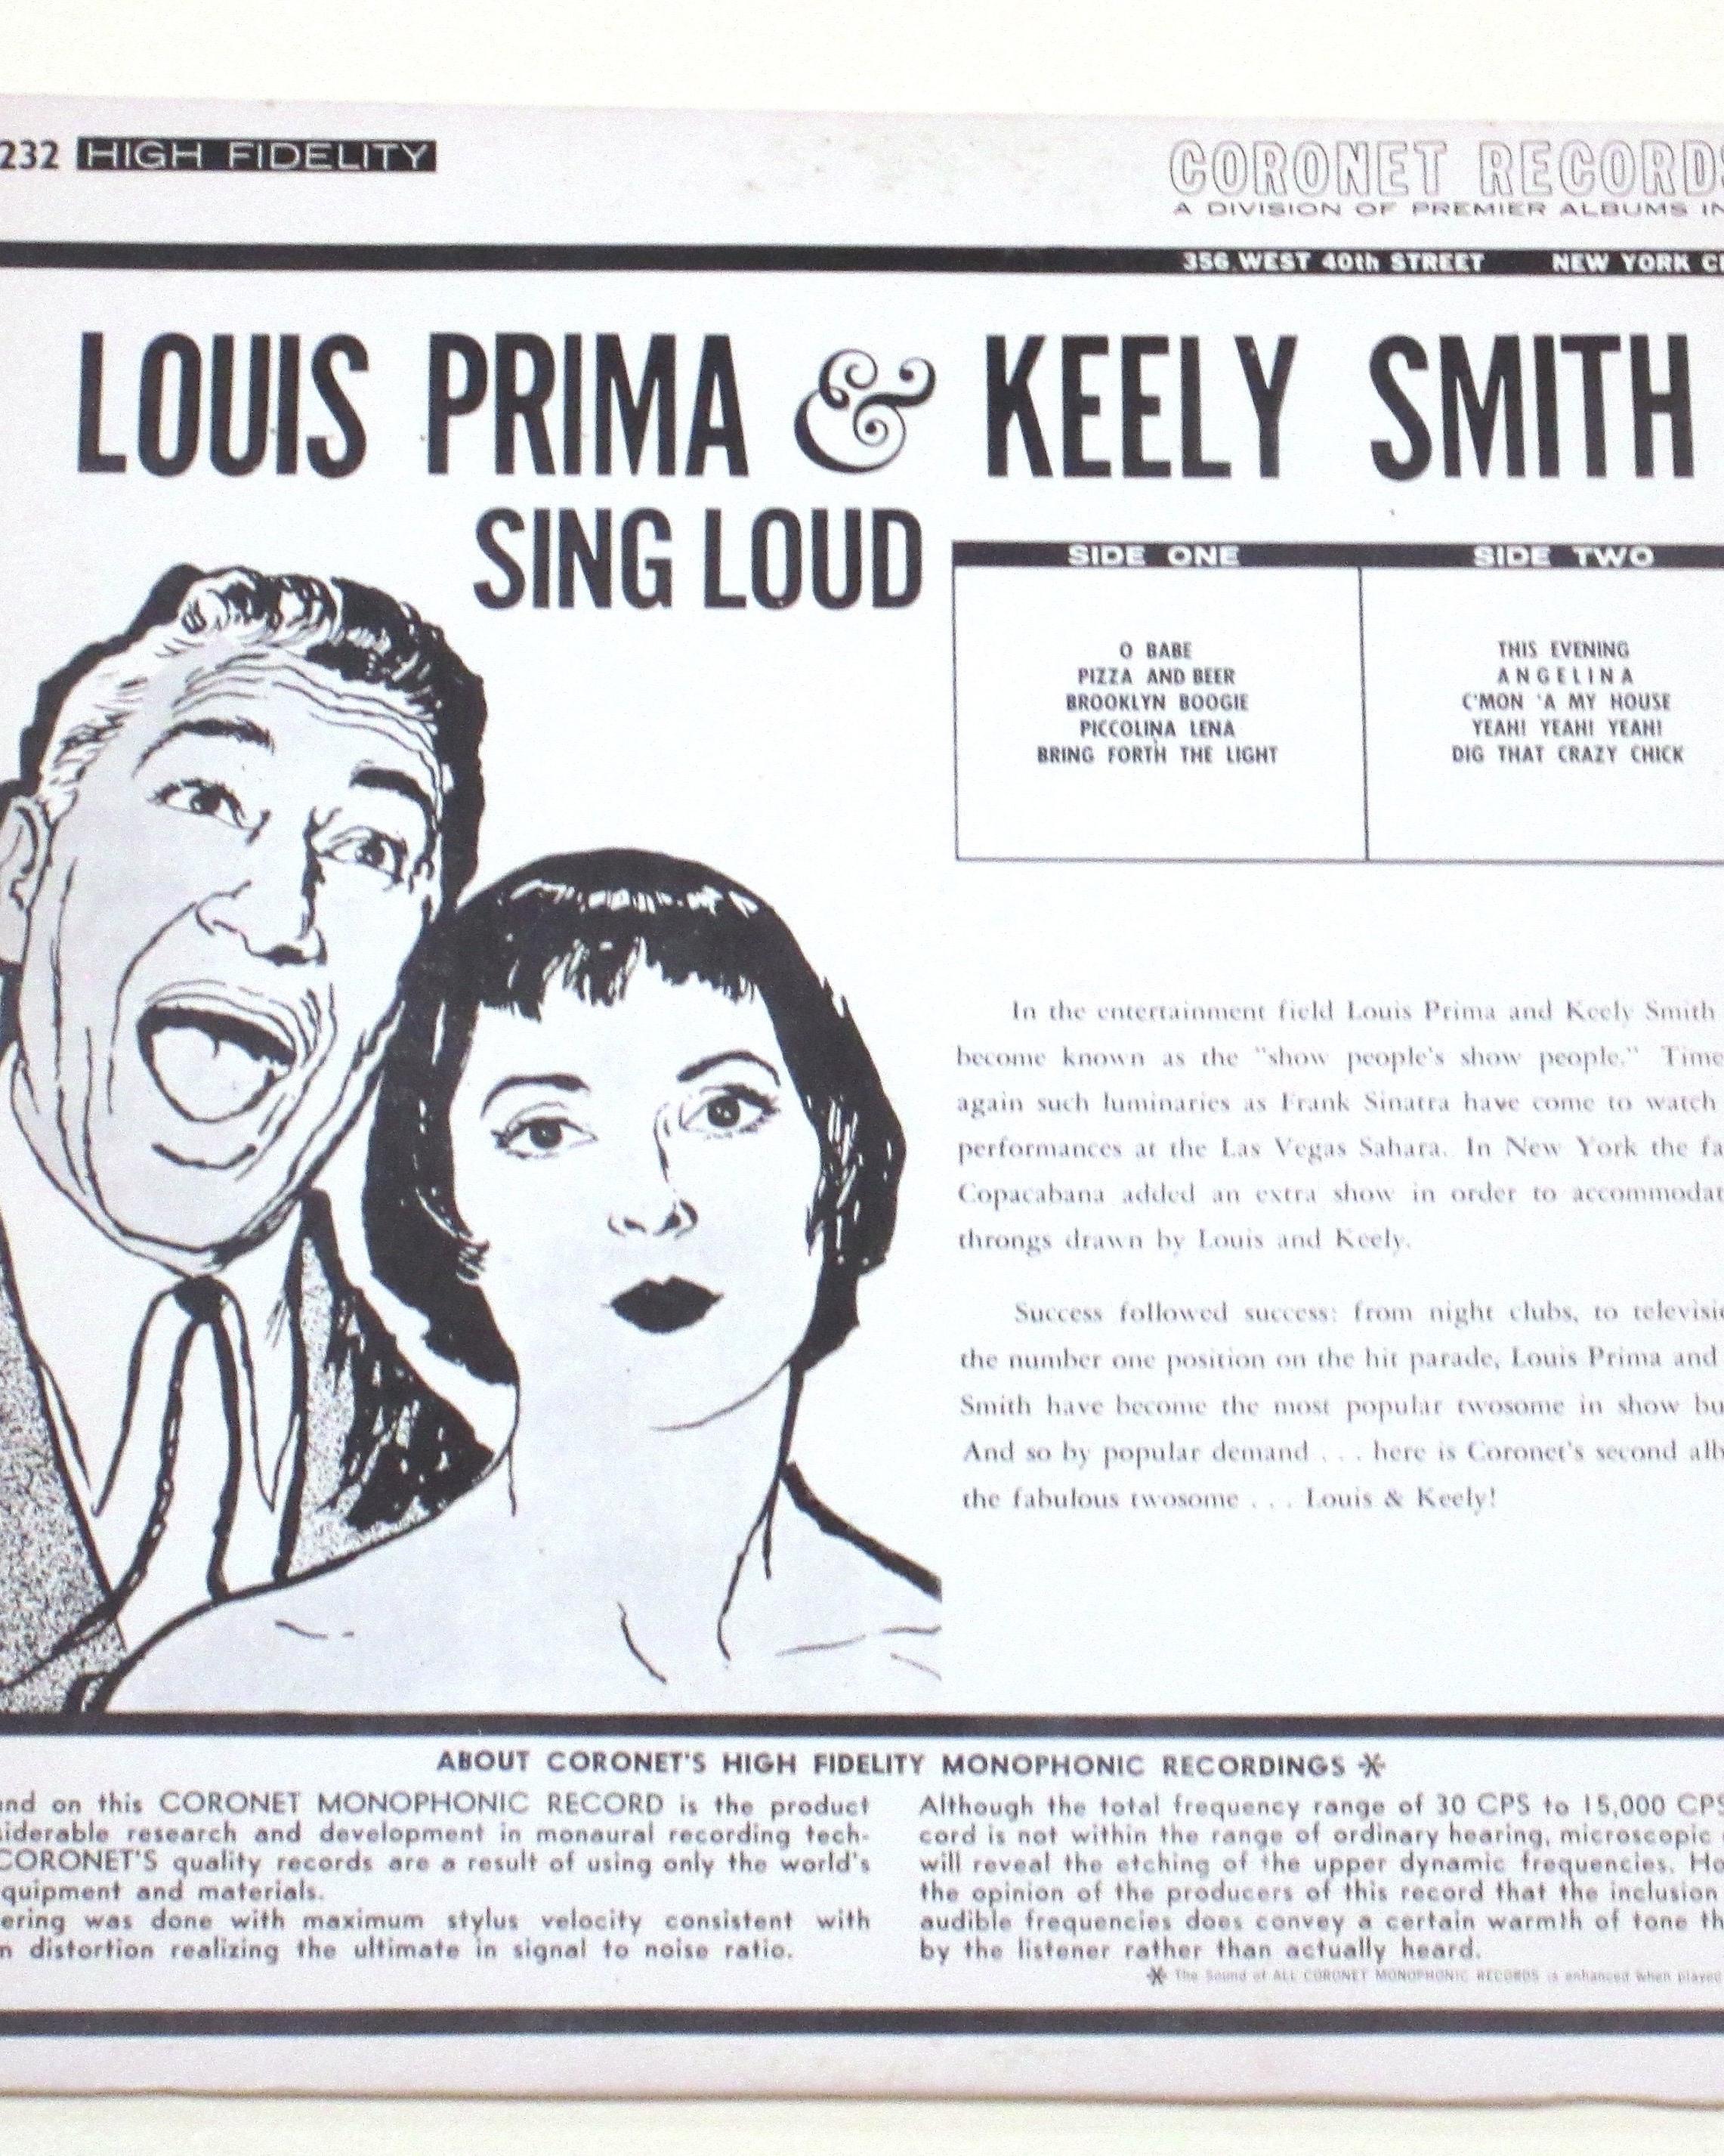 232 HIGH FIDELITY
CORONET RECORDS
A DIVISION OF PREMIER ALBUMS
356 WEST 40th STREET NEW YORK
LOUIS PRIMA & KEELY SMITH
SING LOUD
SIDE ONE
O BABE
PIZZA AND BEER
BROOKLYN BOOGIE
PICCOLINA LENA
BRING FORTH THE LIGHT
SIDE TWO
THIS EVENING
ANGELINA
C'MON 'A MY HOUSE
YEAH! YEAH! YEAH!
DIG THAT CRAZY CHICK
In the entertainment field Louis Prima and Keely Smith
become known as the "show people's show people." Time
again such luminaries as Frank Sinatra have come to watch
performances at the Las Vegas Sahara. In New York the fa
Copacabana added an extra show in order to accommodat
throngs drawn by Louis and Keely.
Success followed success: from night clubs, to televisi
the number one position on the hit parade, Louis Prima and
Smith have become the most popular twosome in show bu
And so by popular demand . . . here is Coronet's second alb
the fabulous twosome . . . Louis & Keely!
ABOUT CORONET'S HIGH FIDELITY MONOPHONIC RECORDINGS *
und on this CORONET MONOPHONIC RECORD is the product
siderable research and development in monaural recording tech-
CORONET'S quality records are a result of using only the world's
quipment and materials.
ering was done with maximum stylus velocity consistent with
n distortion realizing the ultimate in signal to noise ratio.
Although the total frequency range of 30 CPS to 15,000 CPS
cord is not within the range of ordinary hearing, microscopic
will reveal the etching of the upper dynamic frequencies. Ho
the opinion of the producers of this record that the inclusion
audible frequencies does convey a certain warmth of tone th
by the listener rather than actually heard.
* The Sound of ALL CORONET MONOPHONIC RECORDS is enhanced when played